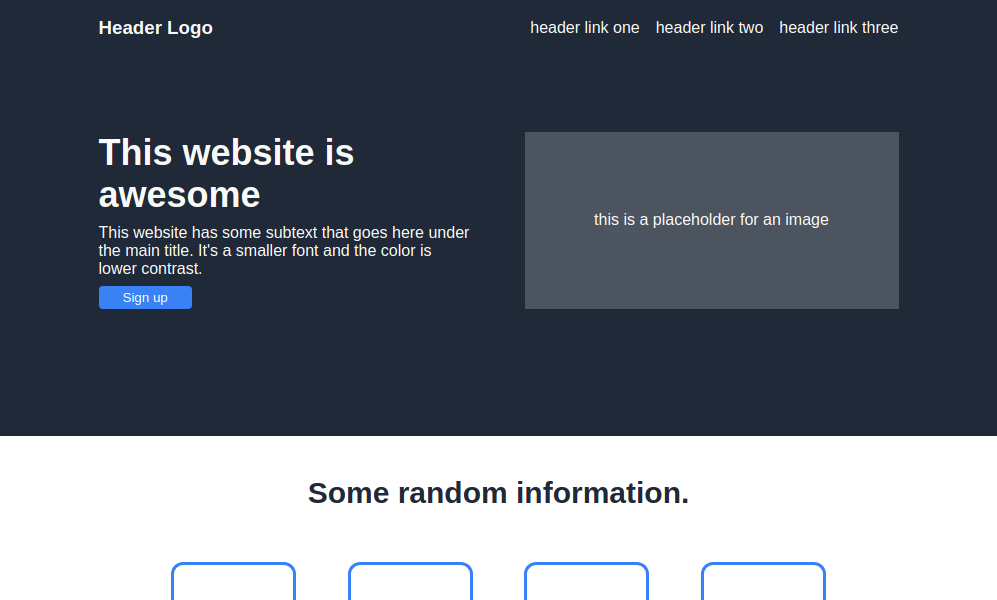 Header Logo
header link one
header link two
header link three
This website is
awesome
This website has some subtext that goes here under
the main title. It's a smaller font and the color is
lower contrast.
Sign up
this is a placeholder for an image
Some random information.